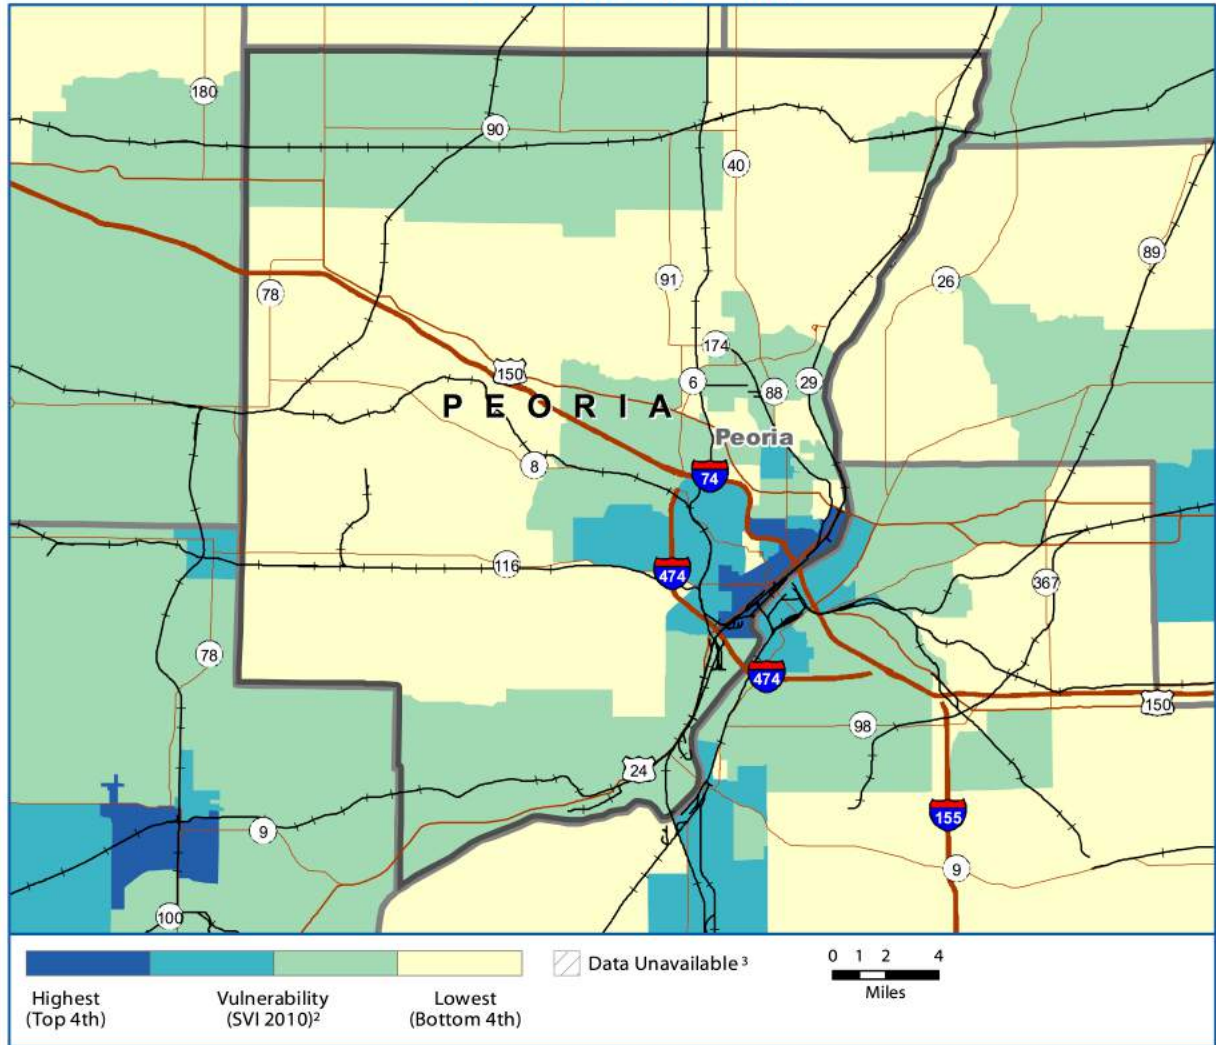 180
90
40
89
91
26
78
174
150
6
88
29
PEORIA
Peoria
8
74
116
474
367
78
474
150
98
24
155
9
9
100
0 1 2 4
Miles
Data Unavailable³
Highest
(Top 4th)
Vulnerability
(SVI 2010)²
Lowest
(Bottom 4th)